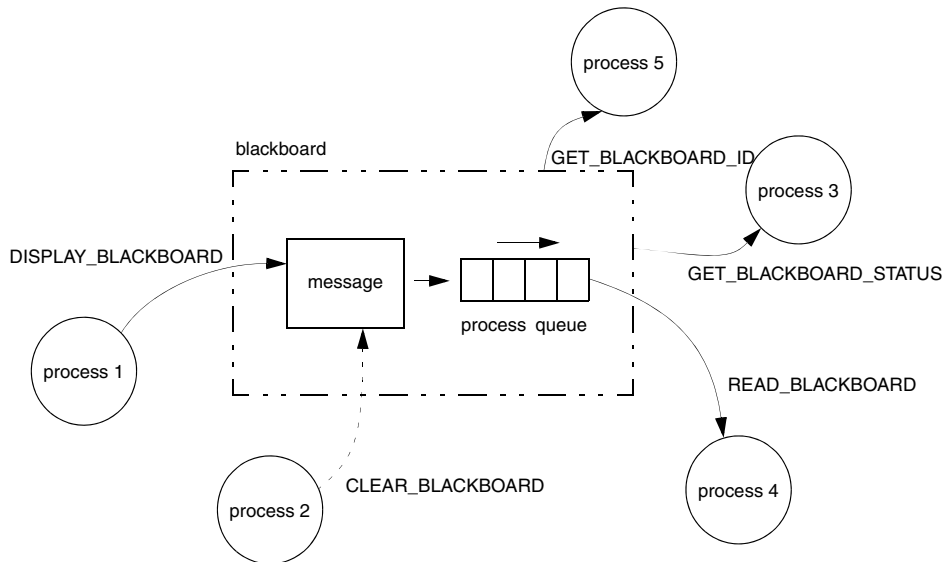 process 5
blackboard
GET_BLACKBOARD_ID
process 3
DISPLAY_BLACKBOARD
message
GET_BLACKBOARD_STATUS
process queue
process 1
READ_BLACKBOARD
CLEAR_BLACKBOARD
process 4
process 2